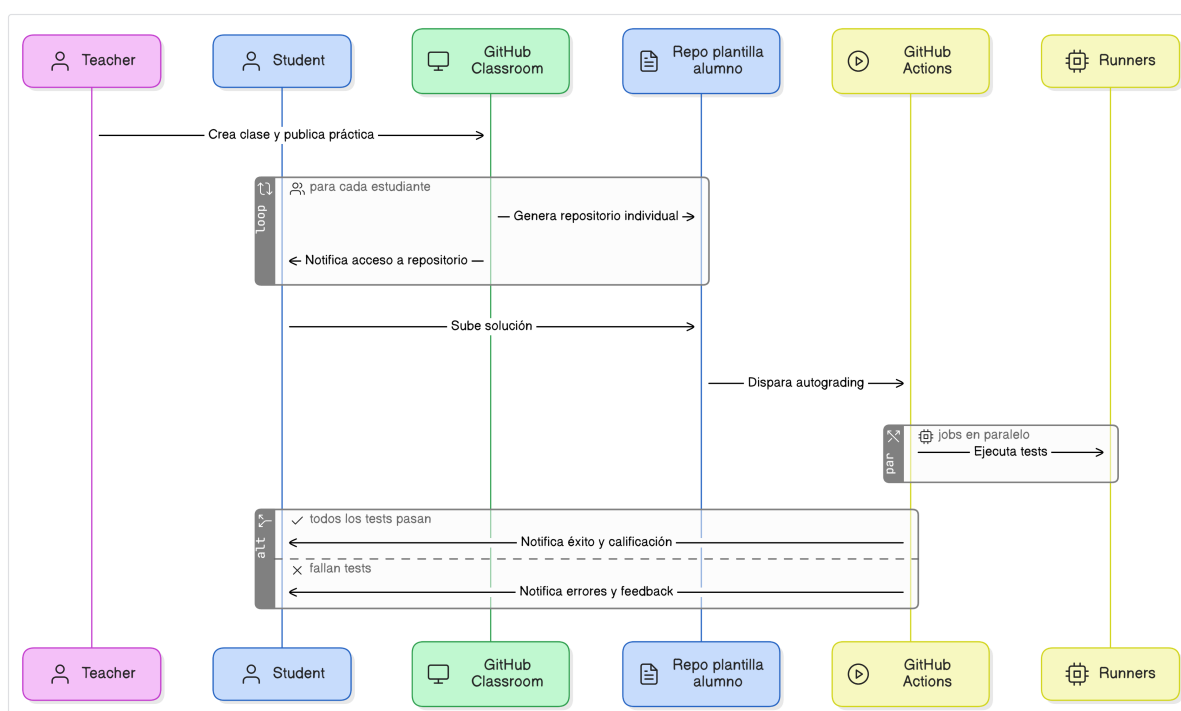 Teacher
Student
GitHub
Classroom
Repo plantilla
alumno
GitHub
Actions
Runners
Crea clase y publica práctica
loop
para cada estudiante
Genera repositorio individual
Notifica acceso a repositorio
Sube solución
Dispara autograding
par
jobs en paralelo
Ejecuta tests
alt
todos los tests pasan
Notifica éxito y calificación
fallan tests
Notifica errores y feedback
Teacher
Student
GitHub
Classroom
Repo plantilla
alumno
GitHub
Actions
Runners